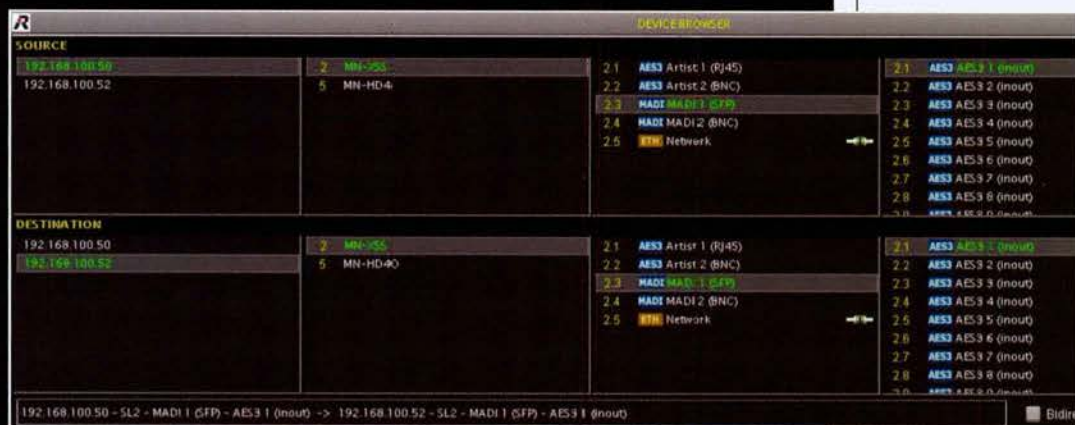 R
DEVICE BROWSER
SOURCE
192.168.100.50
192.168.100.52
2 MN-X55
5 MN-HD4i
2.1 AES3 Artist 1 (RJ45)
2.2 AES3 Artist 2 (BNC)
2.3 MADI MADI 1 (SFP)
2.4 MADI MADI 2 (BNC)
2.5 ETH Network
2.1 AES3 AES3 1 (inout)
2.2 AES3 AES3 2 (inout)
2.3 AES3 AES3 3 (inout)
2.4 AES3 AES3 4 (inout)
2.5 AES3 AES3 5 (inout)
2.6 AES3 AES3 6 (inout)
2.7 AES3 AES3 7 (inout)
2.8 AES3 AES3 8 (inout)
DESTINATION
192.168.100.50
192.168.100.52
2 MN-X55
5 MN-HD4O
2.1 AES3 Artist 1 (RJ45)
2.2 AES3 Artist 2 (BNC)
2.3 MADI MADI 1 (SFP)
2.4 MADI MADI 2 (BNC)
2.5 ETH Network
2.1 AES3 AES3 1 (inout)
2.2 AES3 AES3 2 (inout)
2.3 AES3 AES3 3 (inout)
2.4 AES3 AES3 4 (inout)
2.5 AES3 AES3 5 (inout)
2.6 AES3 AES3 6 (inout)
2.7 AES3 AES3 7 (inout)
2.8 AES3 AES3 8 (inout)
192.168.100.50 - SL2 - MADI 1 (SFP) - AES3 1 (inout) -> 192.168.100.52 - SL2 - MADI 1 (SFP) - AES3 1 (inout)
Bidire